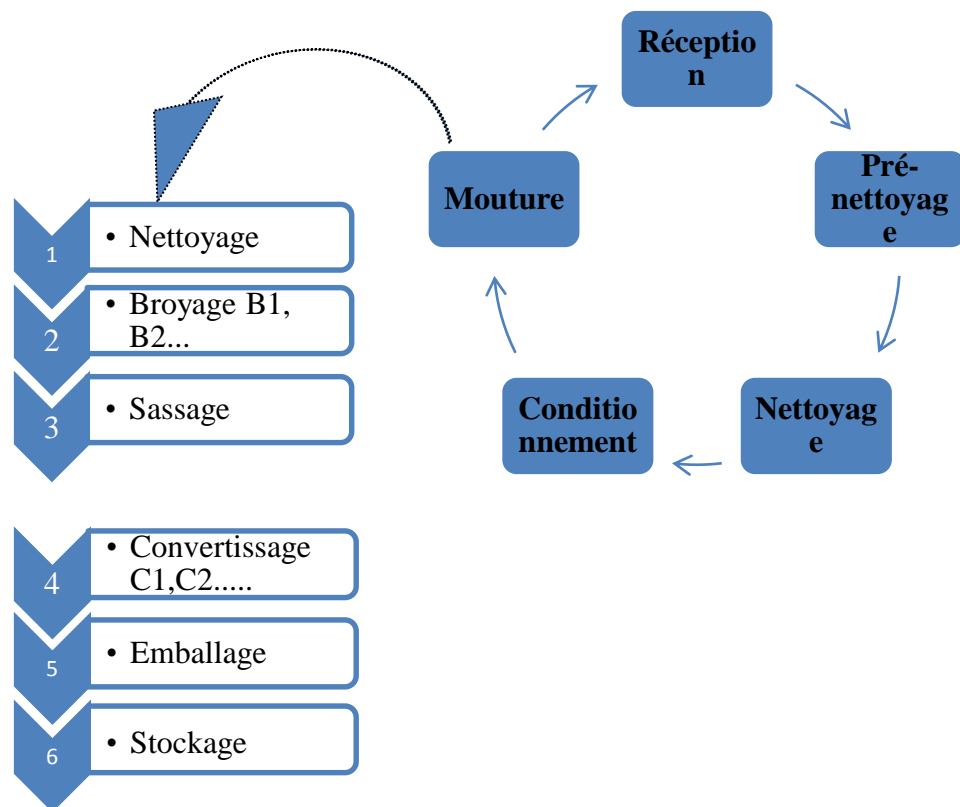 Réceptio
n
Pré-
nettoyag
e
Nettoyag
e
Conditio
nnement
Mouture
1
• Nettoyage
2
• Broyage B1,
B2...
3
• Sassage
4
• Convertissage
C1,C2.....
5
• Emballage
6
• Stockage